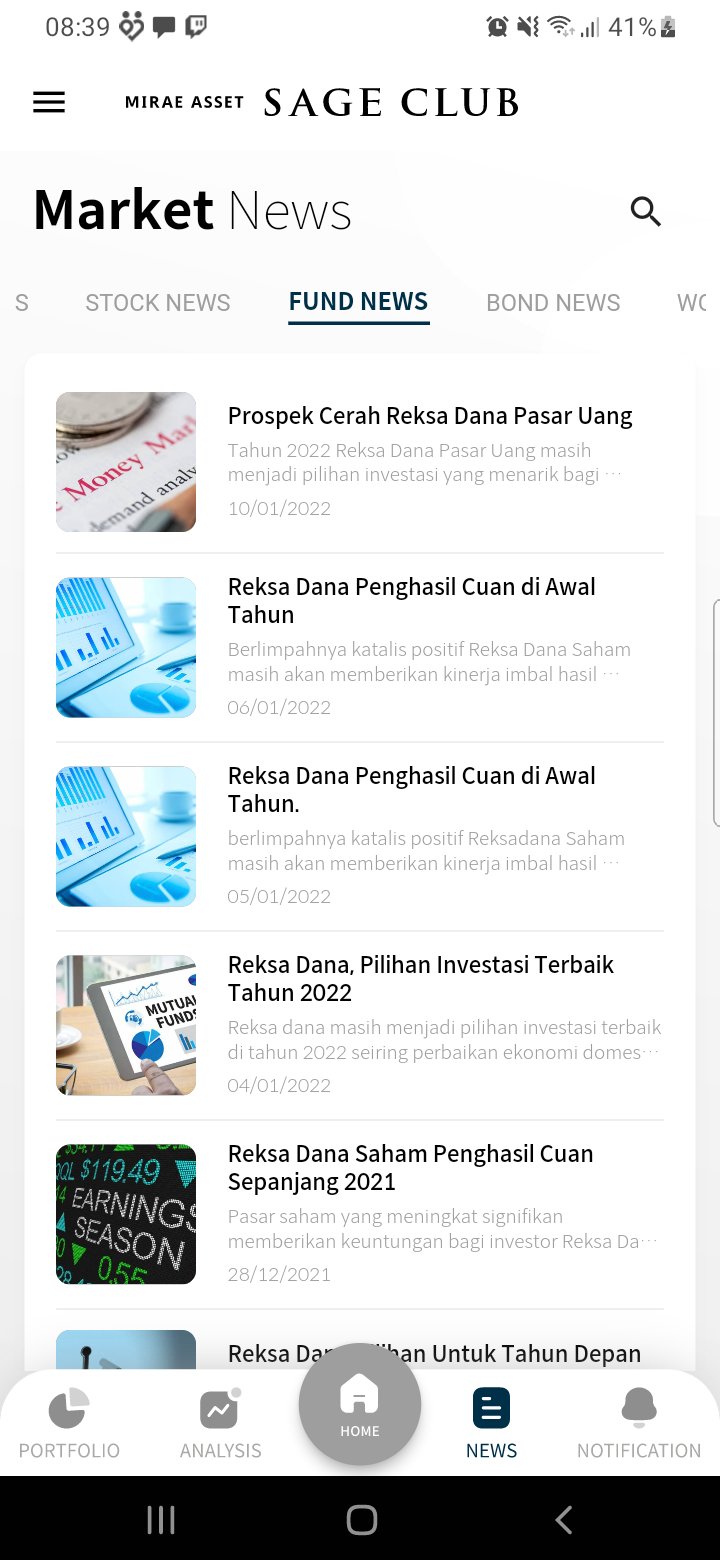 08:39
41%
MIRAE ASSET SAGE CLUB
Market News
S STOCK NEWS FUND NEWS BOND NEWS
Money Mar
demand analy
Prospek Cerah Reksa Dana Pasar Uang
Tahun 2022 Reksa Dana Pasar Uang masih
menjadi pilihan investasi yang menarik bagi ···
10/01/2022
Reksa Dana Penghasil Cuan di Awal
Tahun
Berlimpahnya katalis positif Reksa Dana Saham
masih akan memberikan kinerja imbal hasil ···
06/01/2022
Reksa Dana Penghasil Cuan di Awal
Tahun.
berlimpahnya katalis positif Reksadana Saham
masih akan memberikan kinerja imbal hasil ···
05/01/2022
MUTUAL
FUNDS
Reksa Dana, Pilihan Investasi Terbaik
Tahun 2022
Reksa dana masih menjadi pilihan investasi terbaik
di tahun 2022 seiring perbaikan ekonomi domes···
04/01/2022
QQL $119.49
14 EARNINGS
SEASON
0.55
Reksa Dana Saham Penghasil Cuan
Sepanjang 2021
Pasar saham yang meningkat signifikan
memberikan keuntungan bagi investor Reksa Da···
28/12/2021
Reksa Untuk Tahun Depan
PORTFOLIO
ANALYSIS
HOME
NEWS
NOTIFICATION